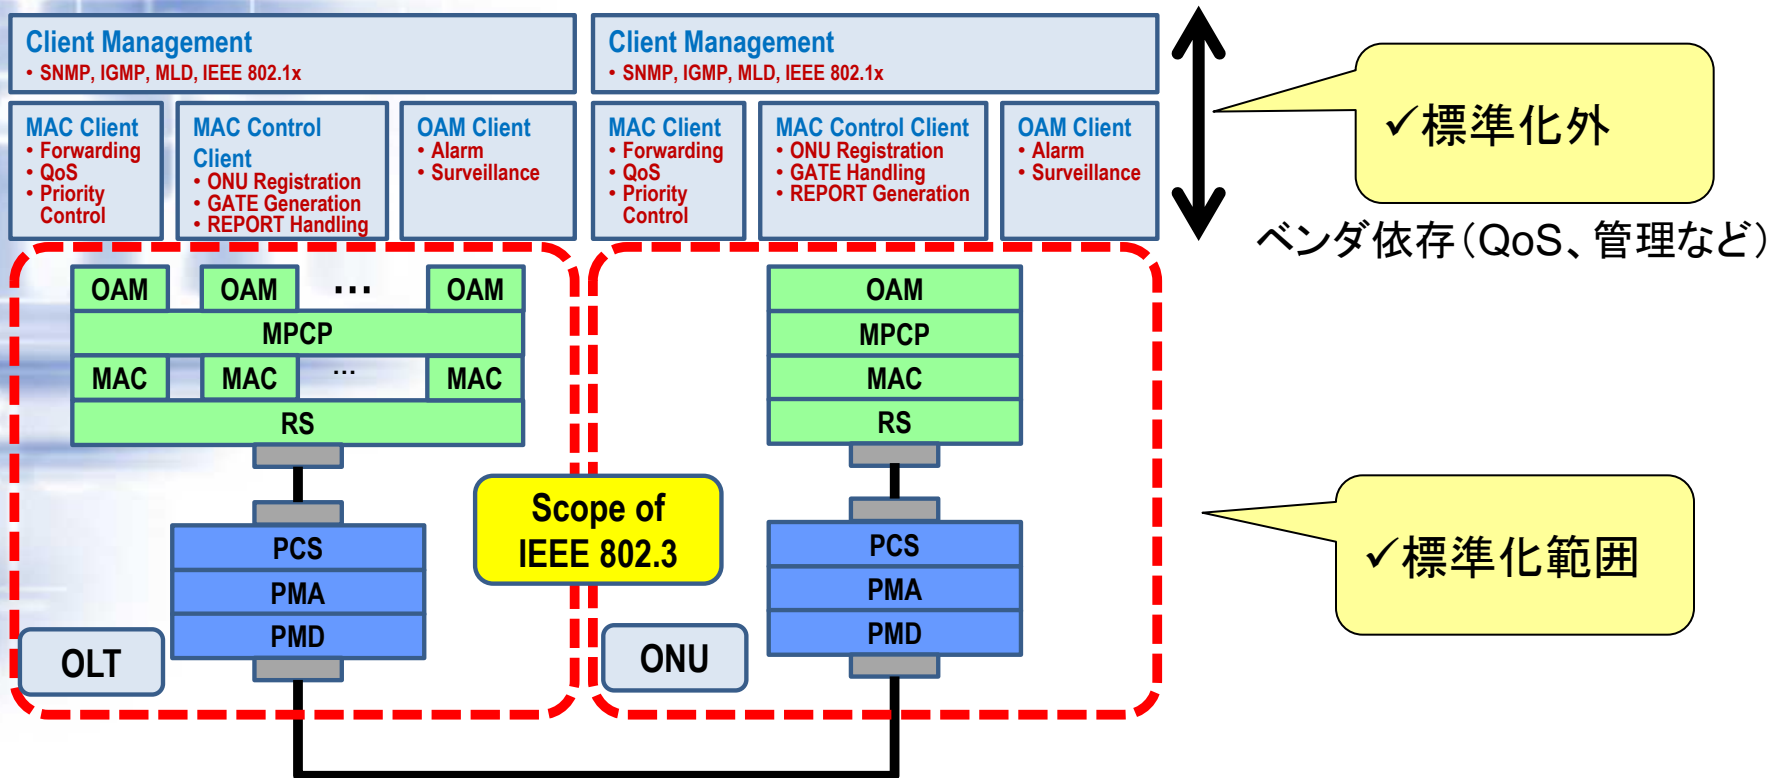 Client Management
• SNMP, IGMP, MLD, IEEE 802.1x
MAC Client
• Forwarding
• QoS
• Priority
Control
MAC Control
Client
• ONU Registration
• GATE Generation
• REPORT Handling
OAM Client
• Alarm
• Surveillance
Client Management
• SNMP, IGMP, MLD, IEEE 802.1x
MAC Client
• Forwarding
• QoS
• Priority
Control
MAC Control Client
• ONU Registration
• GATE Handling
• REPORT Generation
OAM Client
• Alarm
• Surveillance
✓標準化外
ベンダ依存（QoS、管理など）
OAM OAM ... OAM
MPCP
MAC MAC ... MAC
RS
PCS
PMA
PMD
OLT
Scope of
IEEE 802.3
OAM
MPCP
MAC
RS
PCS
PMA
PMD
ONU
✓標準化範囲